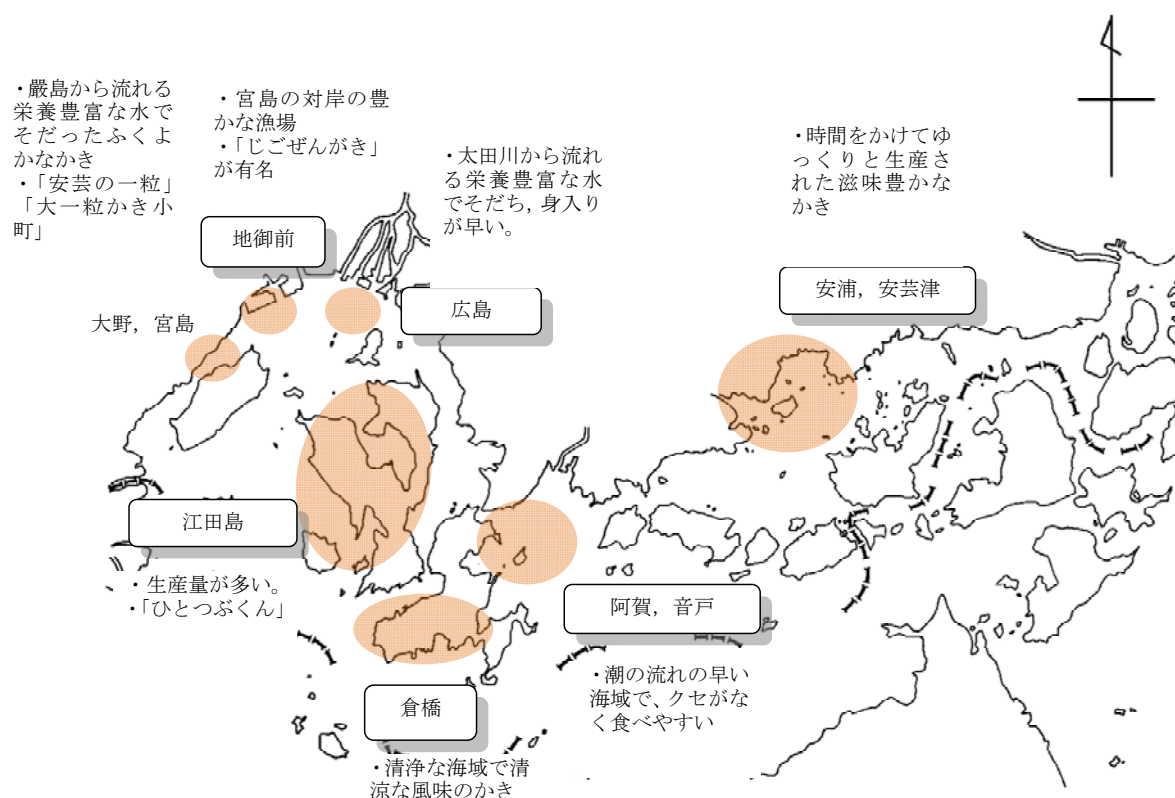 ・嚴島から流れる
栄養豊富な水で
そだったふくよ
かなかき
・「安芸の一粒」
「大一粒かき小
町」
・宮島の対岸の豊
かな漁場
・「じごぜんがき」
が有名
・太田川から流れ
る栄養豊富な水
でそだち，身入り
が早い。
・時間をかけてゆ
っくりと生産さ
れた滋味豊かな
かき
地御前
安浦，安芸津
広島
大野，宮島
江田島
・生産量が多い。
・「ひとつぶくん」
阿賀，音戸
・潮の流れの早い
海域で、クセがな
く食べやすい
倉橋
・清浄な海域で清
涼な風味のかき